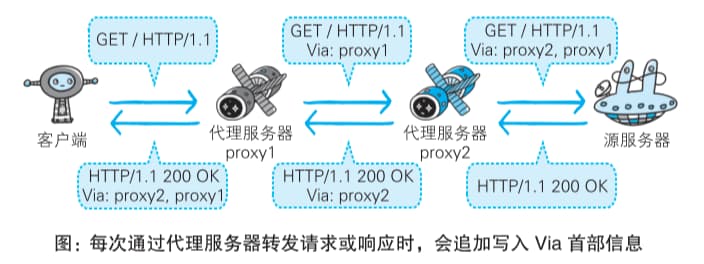 GET / HTTP/1.1
GET / HTTP/1.1
Via: proxy1
GET / HTTP/1.1
Via: proxy2, proxy1
客户端
代理服务器
proxy1
代理服务器
proxy2
源服务器
HTTP/1.1 200 OK
Via: proxy2, proxy1
HTTP/1.1 200 OK
Via: proxy2
HTTP/1.1 200 OK
图：每次通过代理服务器转发请求或响应时，会追加写入 Via 首部信息